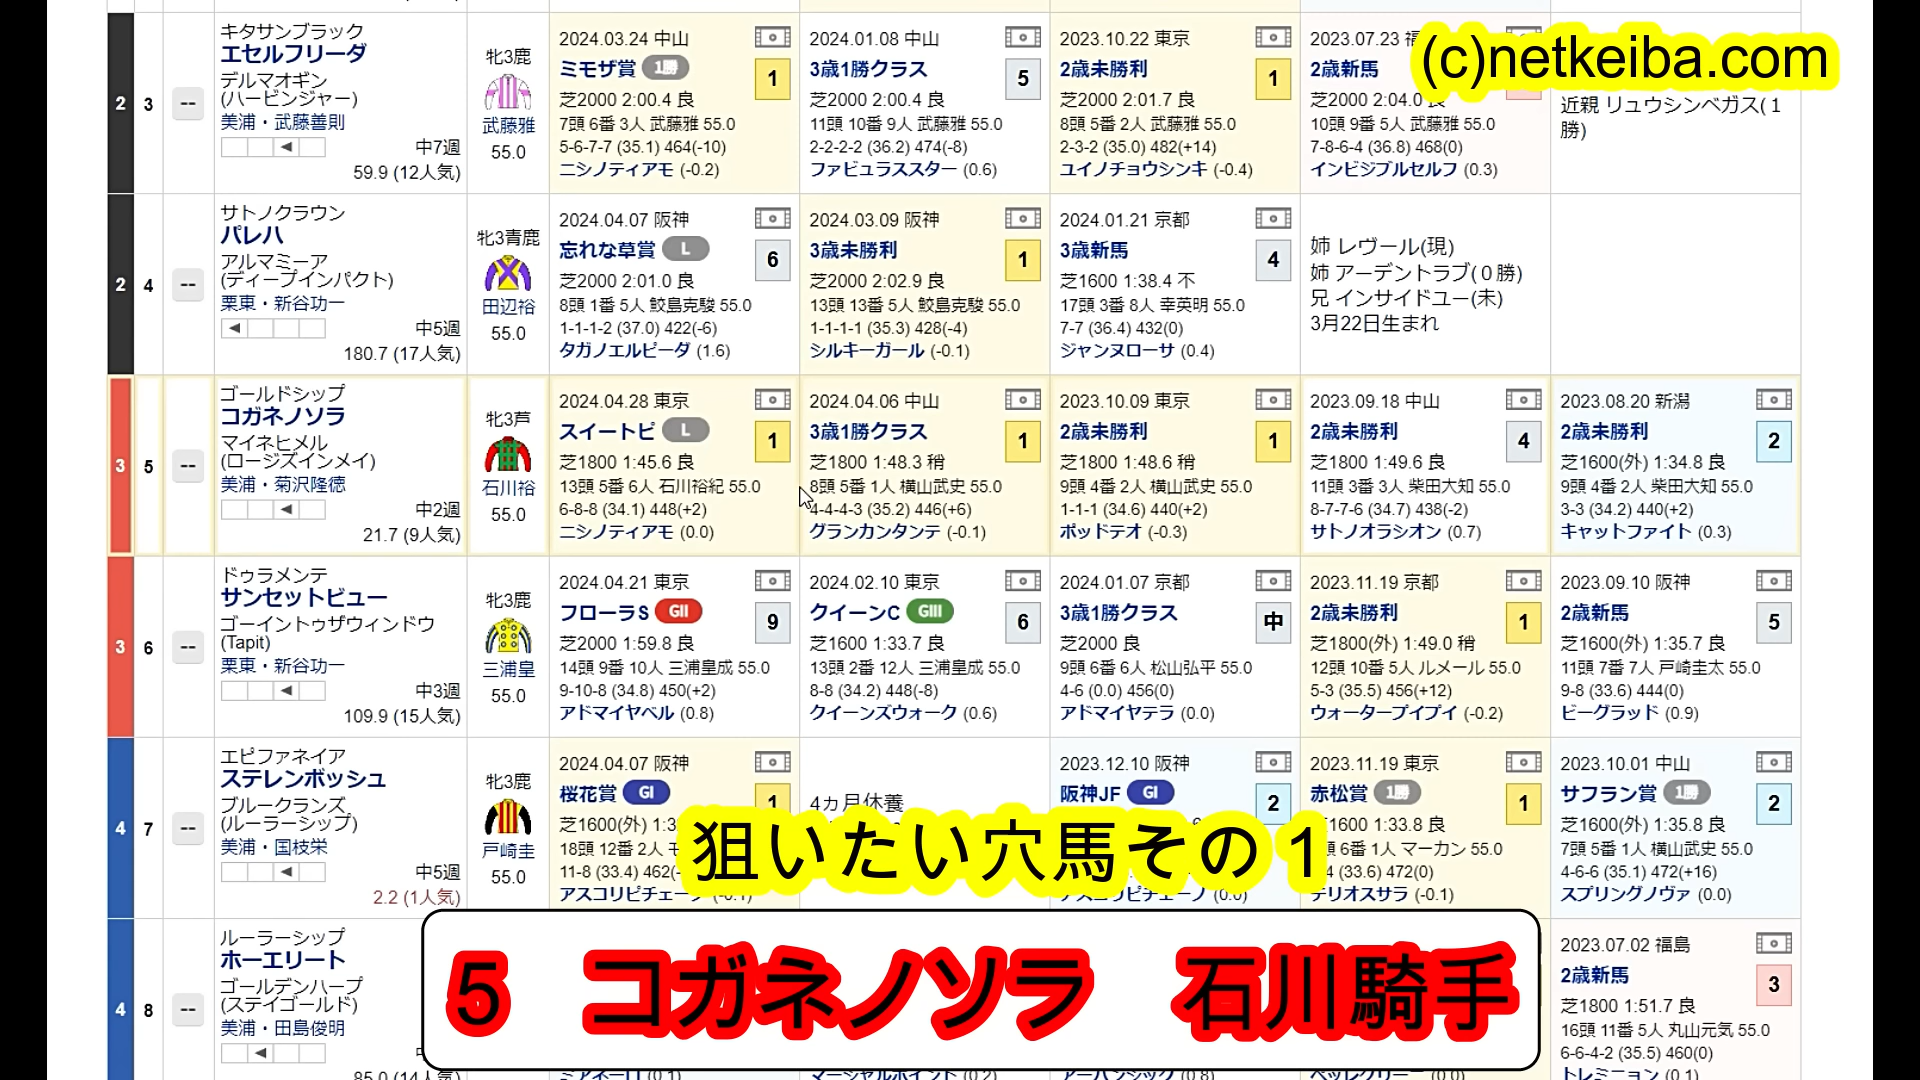 (c)netkeiba.com
2 3 --
キタサンブラック
エセルフリーダ
デルマオギン
(ハービンジャー)
美浦・武藤善則
中7週
59.9 (12人気)
牝3鹿
武藤雅
55.0
2024.03.24 中山
ミモザ賞 1勝
1
芝2000 2:00.4 良
7頭 6番 3人 武藤雅 55.0
5-6-7-7 (35.1) 464(-10)
ニシノティアモ (-0.2)
2024.01.08 中山
3歳1勝クラス
5
芝2000 2:00.4 良
11頭 10番 9人 武藤雅 55.0
2-2-2-2 (36.2) 474(-8)
ファビュラススター (0.6)
2023.10.22 東京
2歳未勝利
1
芝2000 2:01.7 良
8頭 5番 2人 武藤雅 55.0
2-3-2 (35.0) 482(+14)
ユイノチョウシンキ (-0.4)
2023.07.23
2歳新馬
芝2000 2:04.0 良
10頭 9番 5人 武藤雅 55.0
7-8-6-4 (36.8) 468(0)
インビジブルセルフ (0.3)
近親 リュウシンベガス(1
勝)
2 4 --
サトノクラウン
パレハ
アルマミーア
(ディープインパクト)
栗東・新谷功一
中5週
180.7 (17人気)
牝3青鹿
田辺裕
55.0
2024.04.07 阪神
忘れな草賞 L
6
芝2000 2:01.0 良
8頭 1番 5人 鮫島克駿 55.0
1-1-1-2 (37.0) 422(-6)
タガノエルピーダ (1.6)
2024.03.09 阪神
3歳未勝利
1
芝2000 2:02.9 良
13頭 13番 5人 鮫島克駿 55.0
1-1-1-1 (35.3) 428(-4)
シルキーガール (-0.1)
2024.01.21 京都
3歳新馬
4
芝1600 1:38.4 不
17頭 3番 8人 幸英明 55.0
7-7 (36.4) 432(0)
ジャンヌローサ (0.4)
姉 レヴール(現)
姉 アーデントラブ(０勝)
兄 インサイドユー(未)
3月22日生まれ
3 5 --
ゴールドシップ
コガネノソラ
マイネヒメル
(ロージズインメイ)
美浦・菊沢隆徳
中2週
21.7 (9人気)
牝3芦
石川裕
55.0
2024.04.28 東京
スイートピ L
1
芝1800 1:45.6 良
13頭 5番 6人 石川裕紀 55.0
6-8-8 (34.1) 448(+2)
ニシノティアモ (0.0)
2024.04.06 中山
3歳1勝クラス
1
芝1800 1:48.3 稍
8頭 5番 1人 横山武史 55.0
4-4-4-3 (35.2) 446(+6)
グランカンタンテ (-0.1)
2023.10.09 東京
2歳未勝利
1
芝1800 1:48.6 稍
9頭 4番 2人 横山武史 55.0
1-1-1 (34.6) 440(+2)
ポッドテオ (-0.3)
2023.09.18 中山
2歳未勝利
4
芝1800 1:49.6 良
11頭 3番 3人 柴田大知 55.0
8-7-7-6 (34.7) 438(-2)
サトノオラシオン (0.7)
2023.08.20 新潟
2歳未勝利
2
芝1600(外) 1:34.8 良
9頭 4番 2人 柴田大知 55.0
3-3 (34.2) 440(+2)
キャットファイト (0.3)
3 6 --
ドゥラメンテ
サンセットビュー
ゴーイントゥザウィンドウ
(Tapit)
栗東・新谷功一
中3週
109.9 (15人気)
牝3鹿
三浦皇
55.0
2024.04.21 東京
フローラS GII
9
芝2000 1:59.8 良
14頭 9番 10人 三浦皇成 55.0
9-10-8 (34.8) 450(+2)
アドマイヤベル (0.8)
2024.02.10 東京
クイーンC GIII
6
芝1600 1:33.7 良
13頭 2番 12人 三浦皇成 55.0
8-8 (34.2) 448(-8)
クイーンズウォーク (0.6)
2024.01.07 京都
3歳1勝クラス
中
芝2000 良
9頭 6番 6人 松山弘平 55.0
4-6 (0.0) 456(0)
アドマイヤテラ (0.0)
2023.11.19 京都
2歳未勝利
1
芝1800(外) 1:49.0 稍
12頭 10番 5人 ルメール 55.0
5-3 (35.5) 456(+12)
ウォータープイプイ (-0.2)
2023.09.10 阪神
2歳新馬
5
芝1600(外) 1:35.7 良
11頭 7番 7人 戸崎圭太 55.0
9-8 (33.6) 444(0)
ビーグラッド (0.9)
4 7 --
エピファネイア
ステレンボッシュ
ブルークランズ
(ルーラーシップ)
美浦・国枝栄
中5週
2.2 (1人気)
牝3鹿
戸崎圭
55.0
2024.04.07 阪神
桜花賞 GI
1
芝1600(外)
18頭 12番 2人
11-8 (33.4)
アスコリピチェーノ (-0.1)
4ヵ月休養
2023.12.10 阪神
阪神JF GI
2
アスコリピチェーノ (0.0)
2023.11.19 東京
赤松賞 1勝
1
1600 1:33.8 良
6番 1人 マーカン 55.0
(33.6) 472(0)
テリオスサラ (-0.1)
2023.10.01 中山
サフラン賞 1勝
2
芝1600(外) 1:35.8 良
7頭 5番 1人 横山武史 55.0
4-6-6 (35.1) 472(+16)
スプリングノヴァ (0.0)
狙いたい穴馬その１
4 8 --
ルーラーシップ
ホーエリート
ゴールデンハープ
(ステイゴールド)
美浦・田島俊明
85.0 (14人気)
2023.07.02 福島
2歳新馬
3
芝1800 1:51.7 良
16頭 11番 5人 丸山元気 55.0
6-6-4-2 (35.5) 460(0)
トレミニョン (0.1)
5 コガネノソラ 石川騎手